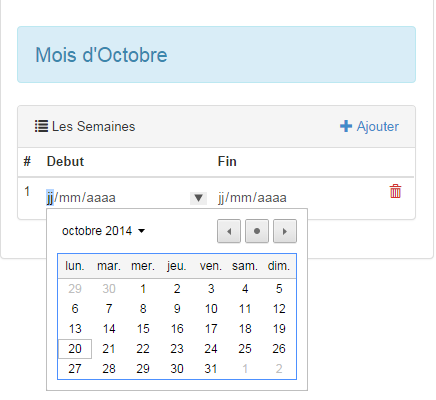 Mois d'Octobre
Les Semaines Ajouter
# Debut Fin
1 jj/mm/aaaa jj/mm/aaaa
octobre 2014
lun. mar. mer. jeu. ven. sam. dim.
29 30 1 2 3 4 5
6 7 8 9 10 11 12
13 14 15 16 17 18 19
20 21 22 23 24 25 26
27 28 29 30 31 1 2